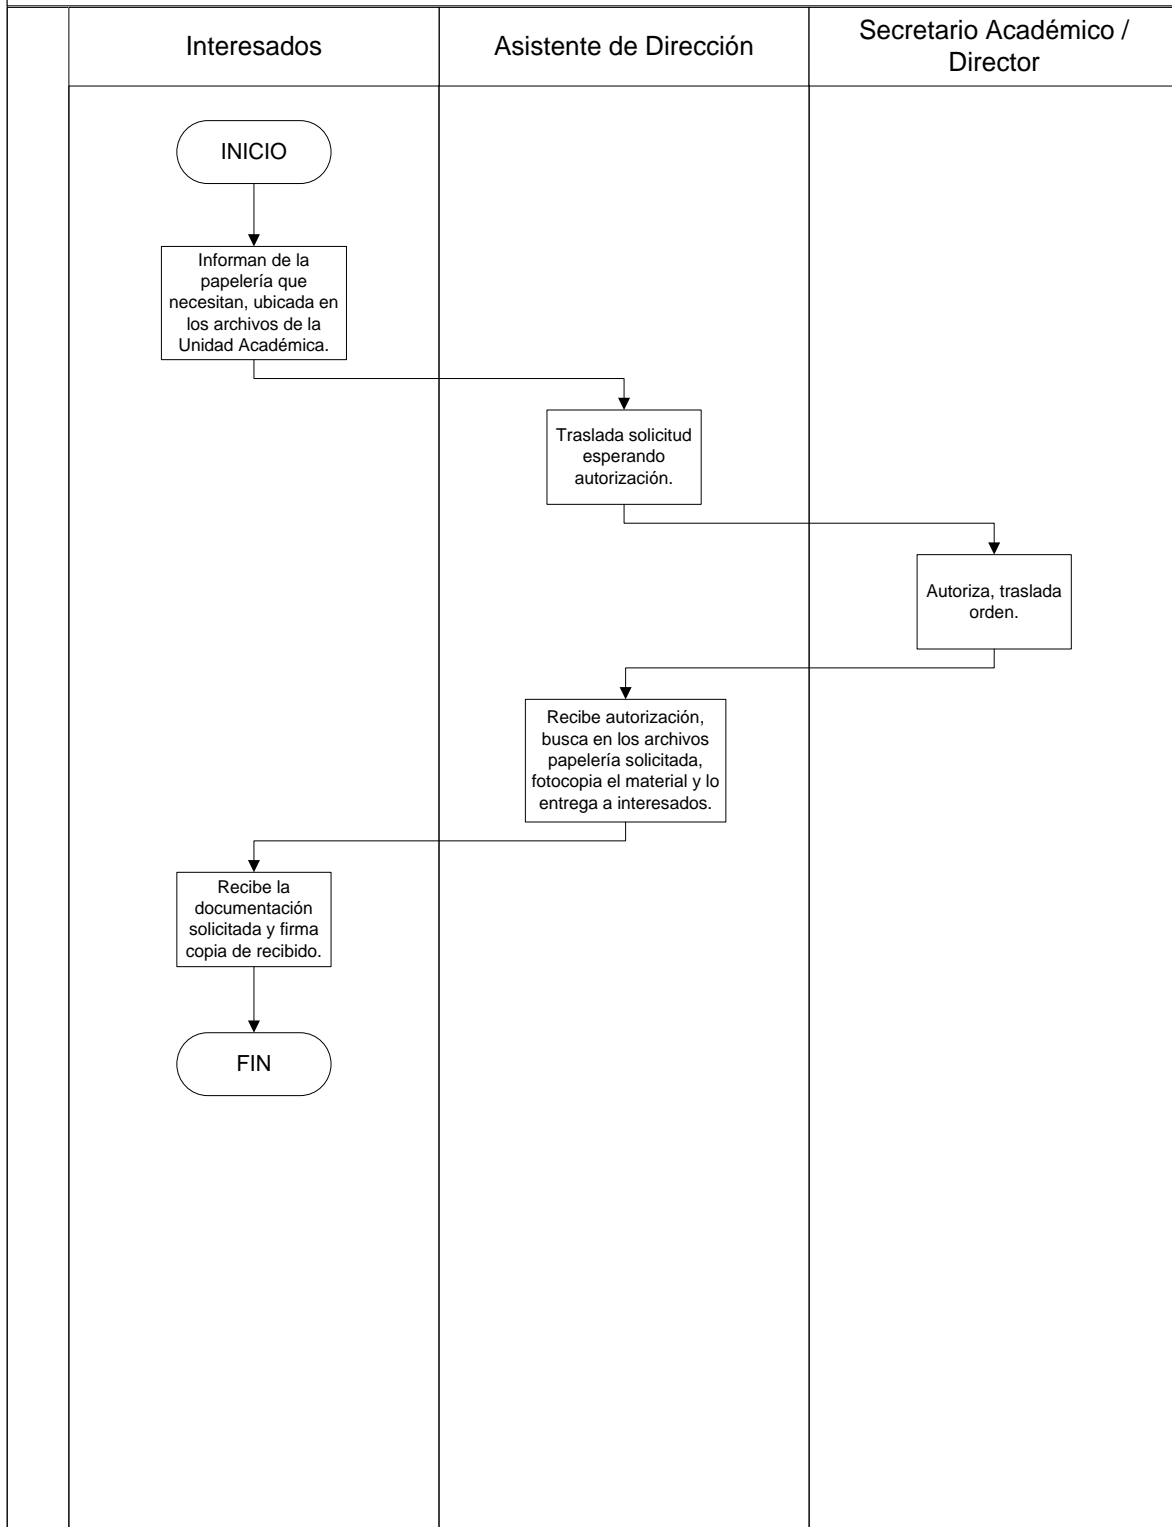 Interesados
Asistente de Dirección
Secretario Académico /
Director
INICIO
Informan de la
papelería que
necesitan, ubicada en
los archivos de la
Unidad Académica.
Traslada solicitud
esperando
autorización.
Autoriza, traslada
orden.
Recibe autorización,
busca en los archivos
papelería solicitada,
fotocopia el material y lo
entrega a interesados.
Recibe la
documentación
solicitada y firma
copia de recibido.
FIN